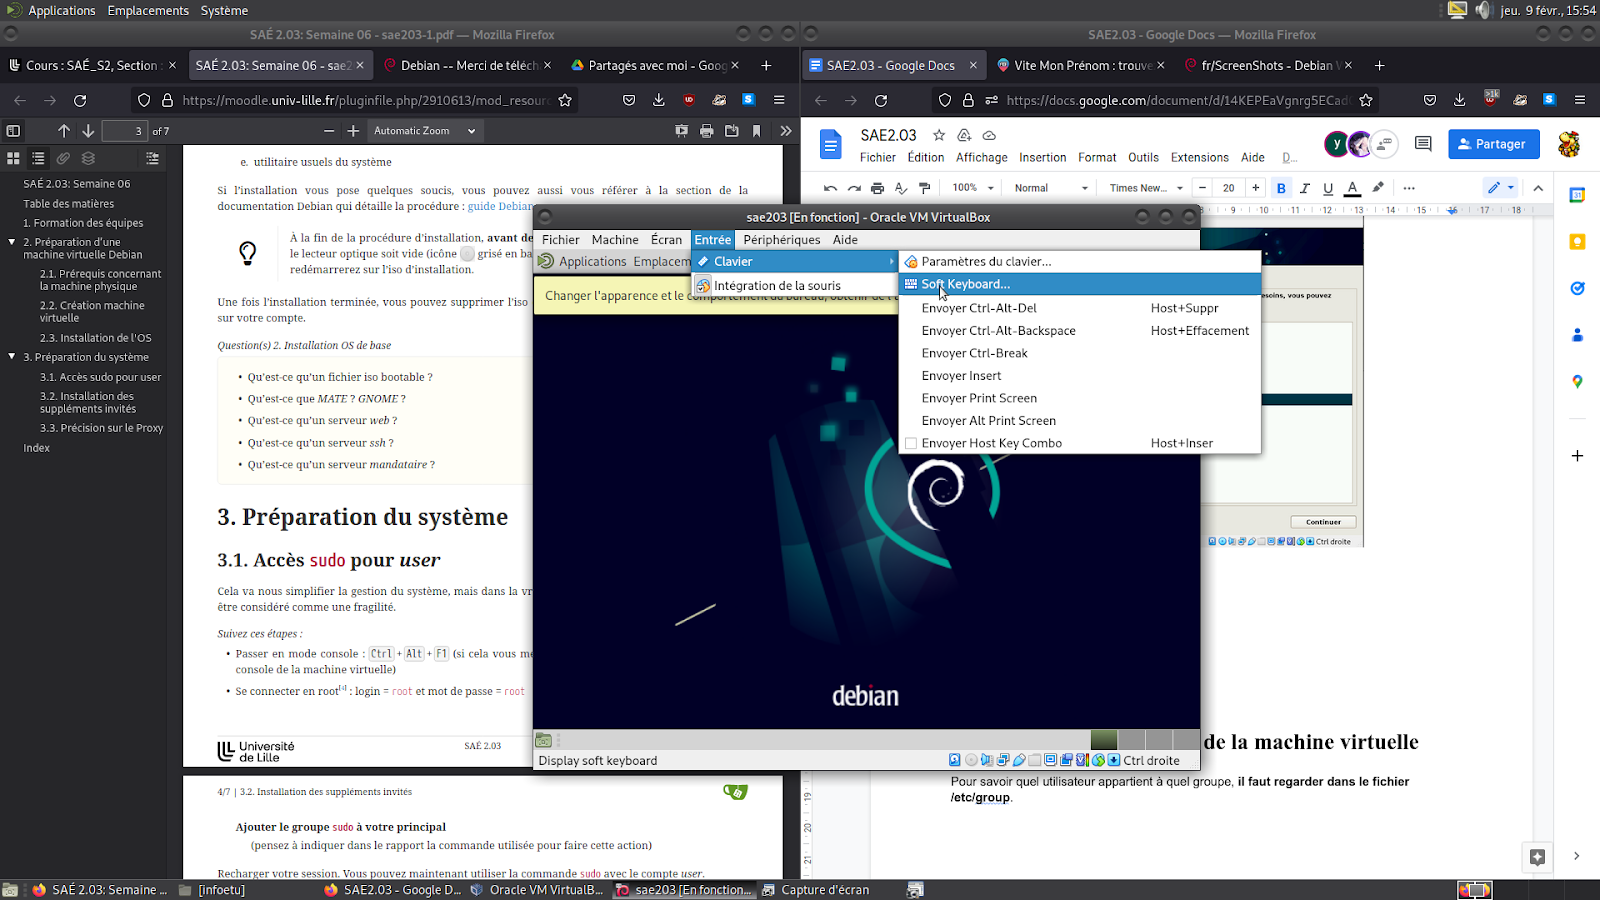 Applications Emplacements Système
jeu. 9 févr., 15:54
SAÉ 2.03: Semaine 06 - sae203-1.pdf — Mozilla Firefox
Cours : SAÉ_S2, Section :
SAÉ 2.03: Semaine 06 - sae2
Debian -- Merci de téléch
Partagés avec moi - Goog
https://moodle.univ-lille.fr/pluginfile.php/2910613/mod_resour
3 of 7
Automatic Zoom
SAÉ 2.03: Semaine 06
Table des matières
1. Formation des équipes
2. Préparation d'une
machine virtuelle Debian
2.1. Prérequis concernant
la machine physique
2.2. Création machine
virtuelle
2.3. Installation de l'OS
3. Préparation du système
3.1. Accès sudo pour user
3.2. Installation des
suppléments invités
3.3. Précision sur le Proxy
Index
e. utilitaire usuels du système
Si l'installation vous pose quelques soucis, vous pouvez aussi vous référer à la section de la
documentation Debian qui détaille la procédure : guide Debian
À la fin de la procédure d'installation, avant de
le lecteur optique soit vide (icône grisé en ba
redémarrerez sur l'iso d'installation.
Une fois l'installation terminée, vous pouvez supprimer l'iso
sur votre compte.
Question(s) 2. Installation OS de base
• Qu'est-ce qu'un fichier iso bootable ?
• Qu'est-ce que MATE ? GNOME ?
• Qu'est-ce qu'un serveur web ?
• Qu'est-ce qu'un serveur ssh ?
• Qu'est-ce qu'un serveur mandataire ?
3. Préparation du système
3.1. Accès sudo pour user
Cela va nous simplifier la gestion du système, mais dans la vr
être considéré comme une fragilité.
Suivez ces étapes :
• Passer en mode console : Ctrl + Alt + F1 (si cela vous me
console de la machine virtuelle)
• Se connecter en root[4] : login = root et mot de passe = root
Université
de Lille
SAÉ 2.03
4/7 | 3.2. Installation des suppléments invités
Ajouter le groupe sudo à votre principal
(pensez à indiquer dans le rapport la commande utilisée pour faire cette action)
Recharger votre session. Vous pouvez maintenant utiliser la commande sudo avec le compte user.
SAE2.03 - Google Docs — Mozilla Firefox
SAE2.03 - Google Docs
Vite Mon Prénom : trouve
fr/ScreenShots - Debian W
https://docs.google.com/document/d/14KEPEaVgnrg5ECad
>1k
SAE2.03
Fichier Édition Affichage Insertion Format Outils Extensions Aide D...
Y
Partager
100% Normal Times New... 20 B I U A
9 10 11 12 13 14 15 16 17 18
31
besoins, vous pouvez
Continuer
Ctrl droite
de la machine virtuelle
Pour savoir quel utilisateur appartient à quel groupe, il faut regarder dans le fichier
/etc/group.
19
20
21
sae203 [En fonction] - Oracle VM VirtualBox
Fichier Machine Écran Entrée Périphériques Aide
Applications Emplacem
Changer l'apparence et le comportement du bureau, obtenir de l'a
Clavier
Intégration de la souris
Paramètres du clavier...
Soft Keyboard...
Envoyer Ctrl-Alt-Del Host+Suppr
Envoyer Ctrl-Alt-Backspace Host+Effacement
Envoyer Ctrl-Break
Envoyer Insert
Envoyer Print Screen
Envoyer Alt Print Screen
Envoyer Host Key Combo Host+Inser
debian
Display soft keyboard
Ctrl droite
SAÉ 2.03: Semaine ...
[infoetu]
SAE2.03 - Google D...
Oracle VM VirtualB...
sae203 [En fonction...
Capture d'écran